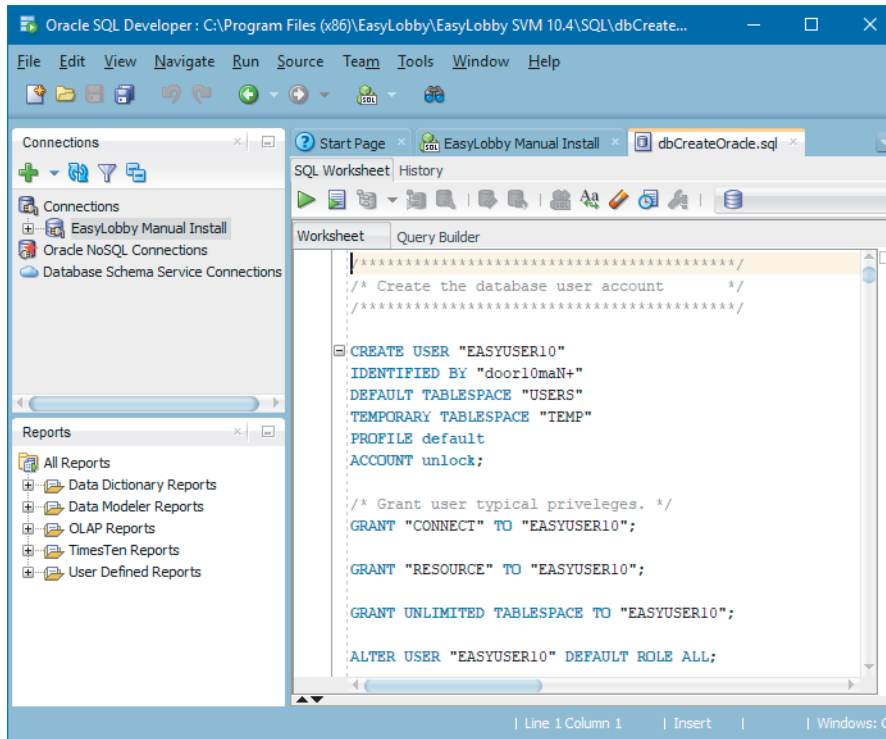 Oracle SQL Developer : C:\Program Files (x86)\EasyLobby\EasyLobby SVM 10.4\SQL\dbCreate...
File Edit View Navigate Run Source Team Tools Window Help
Connections
Connections
EasyLobby Manual Install
Oracle NoSQL Connections
Database Schema Service Connections
Reports
All Reports
Data Dictionary Reports
Data Modeler Reports
OLAP Reports
TimesTen Reports
User Defined Reports
Start Page EasyLobby Manual Install dbCreateOracle.sql
SQL Worksheet History
Worksheet Query Builder
/******************************************/
/* Create the database user account */
/******************************************/
CREATE USER "EASYUSER10"
IDENTIFIED BY "door10maN+"
DEFAULT TABLESPACE "USERS"
TEMPORARY TABLESPACE "TEMP"
PROFILE default
ACCOUNT unlock;
/* Grant user typical priveleges. */
GRANT "CONNECT" TO "EASYUSER10";
GRANT "RESOURCE" TO "EASYUSER10";
GRANT UNLIMITED TABLESPACE TO "EASYUSER10";
ALTER USER "EASYUSER10" DEFAULT ROLE ALL;
| Line 1 Column 1 | Insert | | Windows: